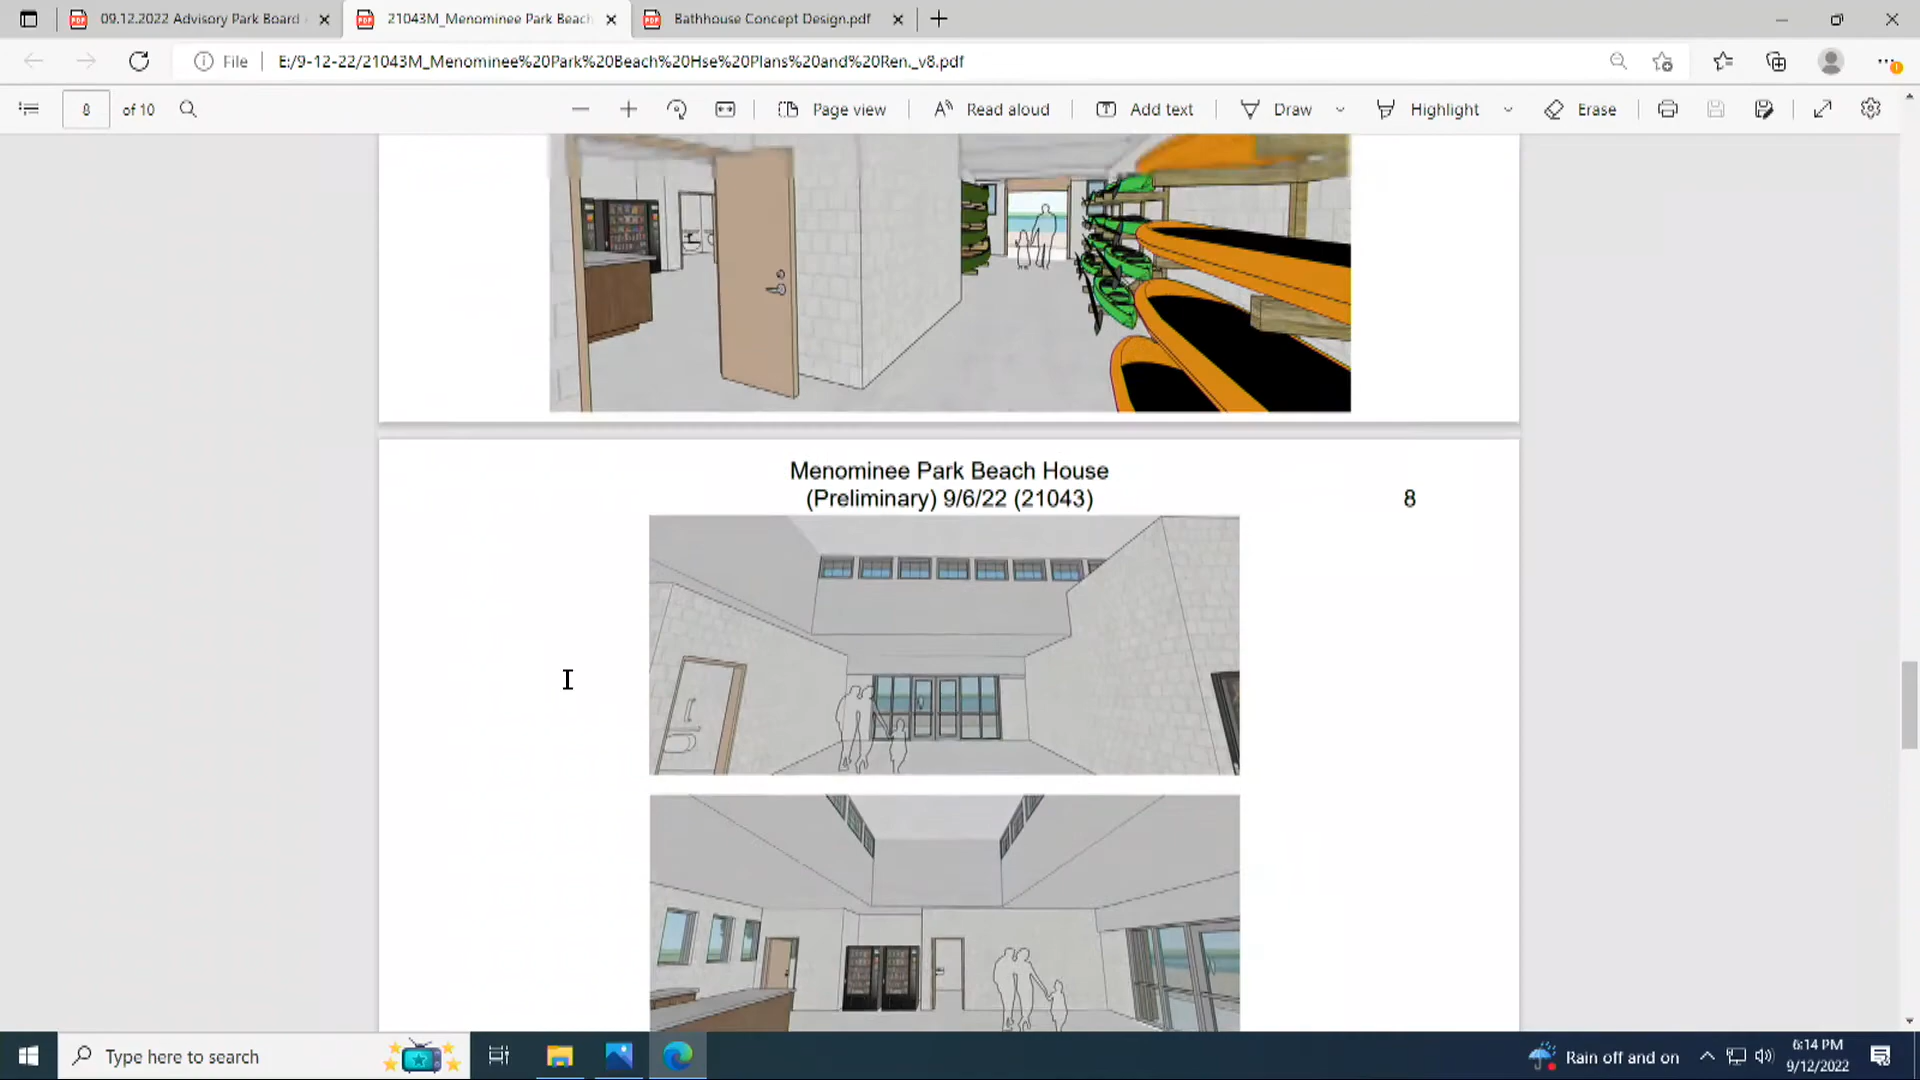 09.12.2022 Advisory Park Board
21043M_Menominee Park Beach
Bathhouse Concept Design.pdf
File
E:/9-12-22/21043M_Menominee%20Park%20Beach%20Hse%20Plans%20and%20Ren._v8.pdf
8 of 10
Page view
Read aloud
Add text
Draw
Highlight
Erase
Menominee Park Beach House
(Preliminary) 9/6/22 (21043)
8
Type here to search
Rain off and on
6:14 PM
9/12/2022